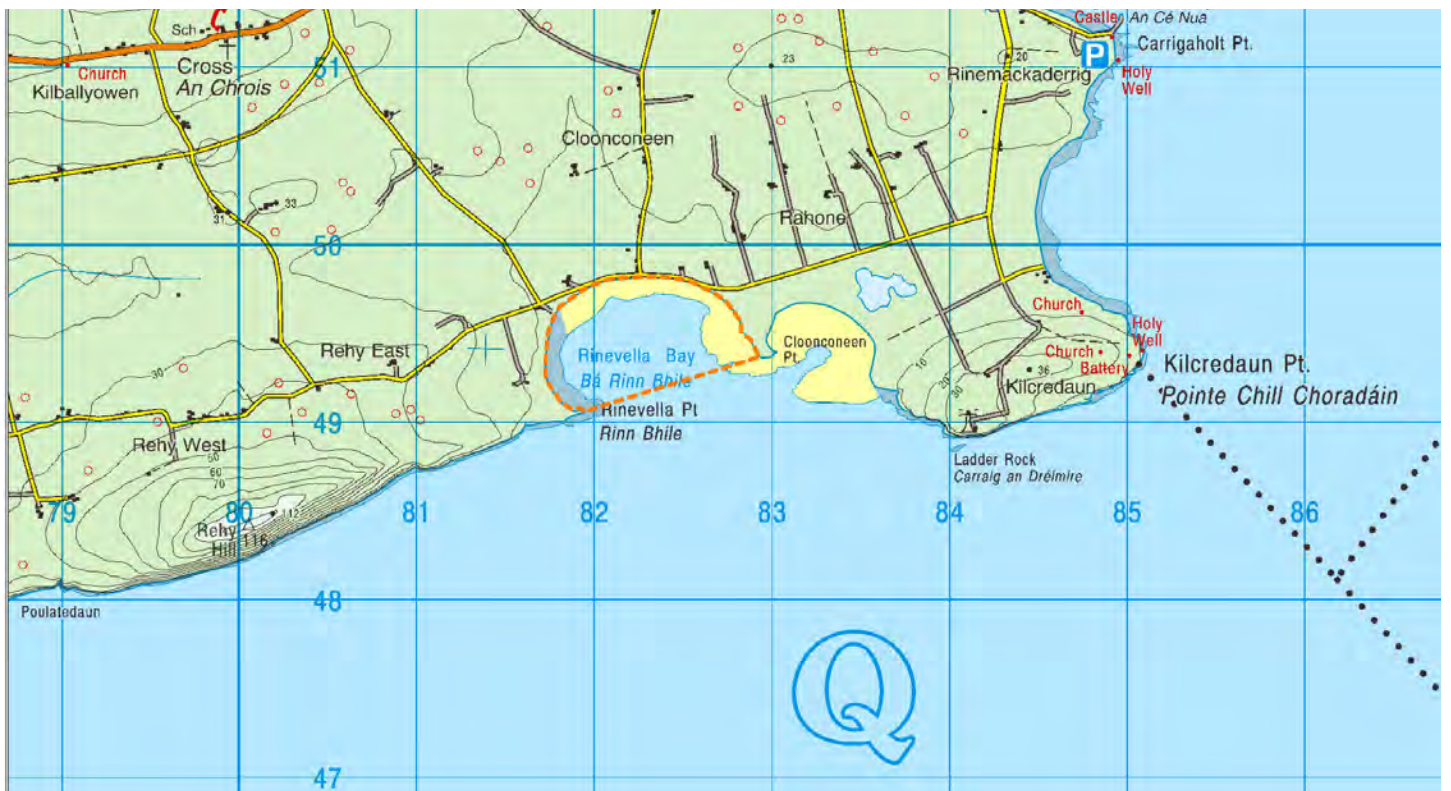 Sch
C
Castle
An Cé Nua
Carrigaholt Pt.
P
Cross
An Chrois
Church
Kilballyowen
51
23
20
Rinemackaderrig
Holy
Well
Cloonconeen
33
31
Rahone
50
Rinevella Bay
Bá Rinn Bhile
Cloonconeen
Pt.
Church
Holy
Well
Church
Battery
Rehy East
30
10
20
30
36
Kilcredaun
Kilcredaun Pt.
Pointe Chill Choradáin
Rinevella Pt
Rinn Bhile
49
Rehy West
60
60
70
Ladder Rock
Carraig an Dréimire
79
80
81
82
83
84
85
86
112
Rehy
Hill 116
48
Poulatedaun
Q
47